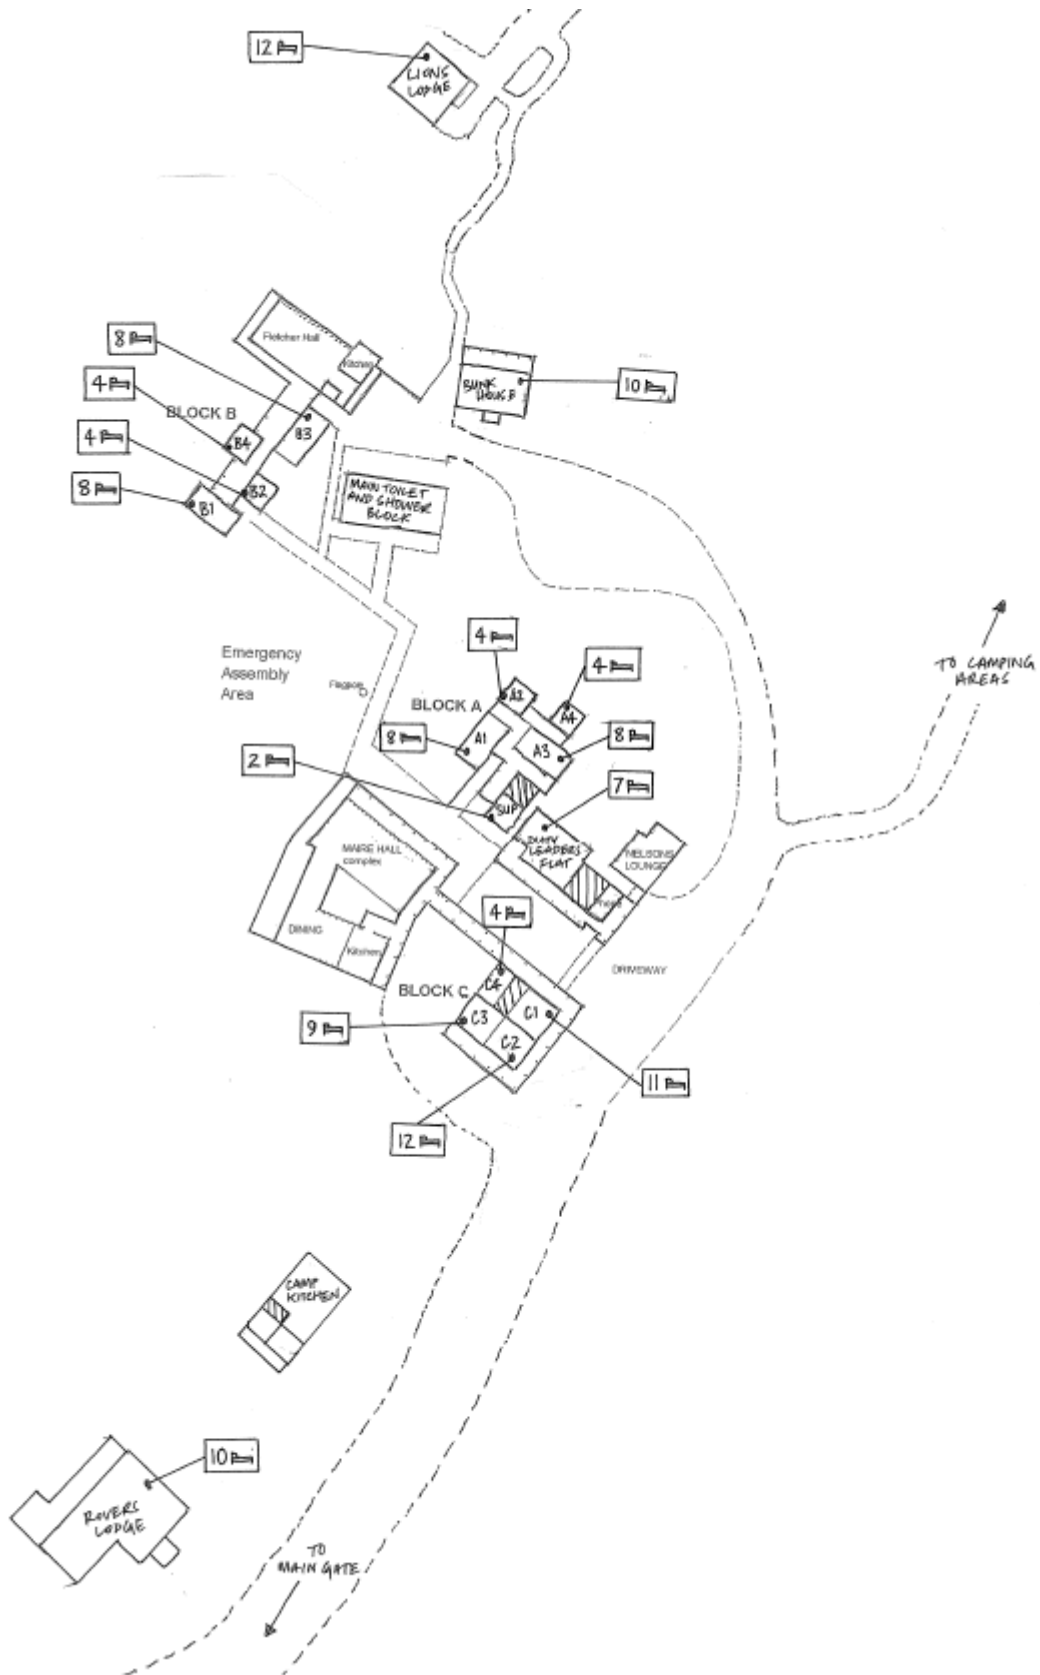 12
LIONS
LODGE
Fletcher Hall
Kitchen
8
4
BLOCK B
4
8
B4
B3
B2
B1
BUNK
HOUSE
10
MAIN TOILET
AND SHOWER
BLOCK
Emergency
Assembly
Area
Flagpole
4
4
TO CAMPING
AREAS
BLOCK A
A2
A4
8
A1
A3
8
2
SUP
7
DUTY
LEADERS
FLAT
NELSONS
LOUNGE
Phone
MAIRE HALL
complex
DINING
Kitchen
4
DRIVEWAY
BLOCK C
C4
C1
C3
C2
9
11
12
CAMP
KITCHEN
10
ROVERS
LODGE
TO
MAIN GATE